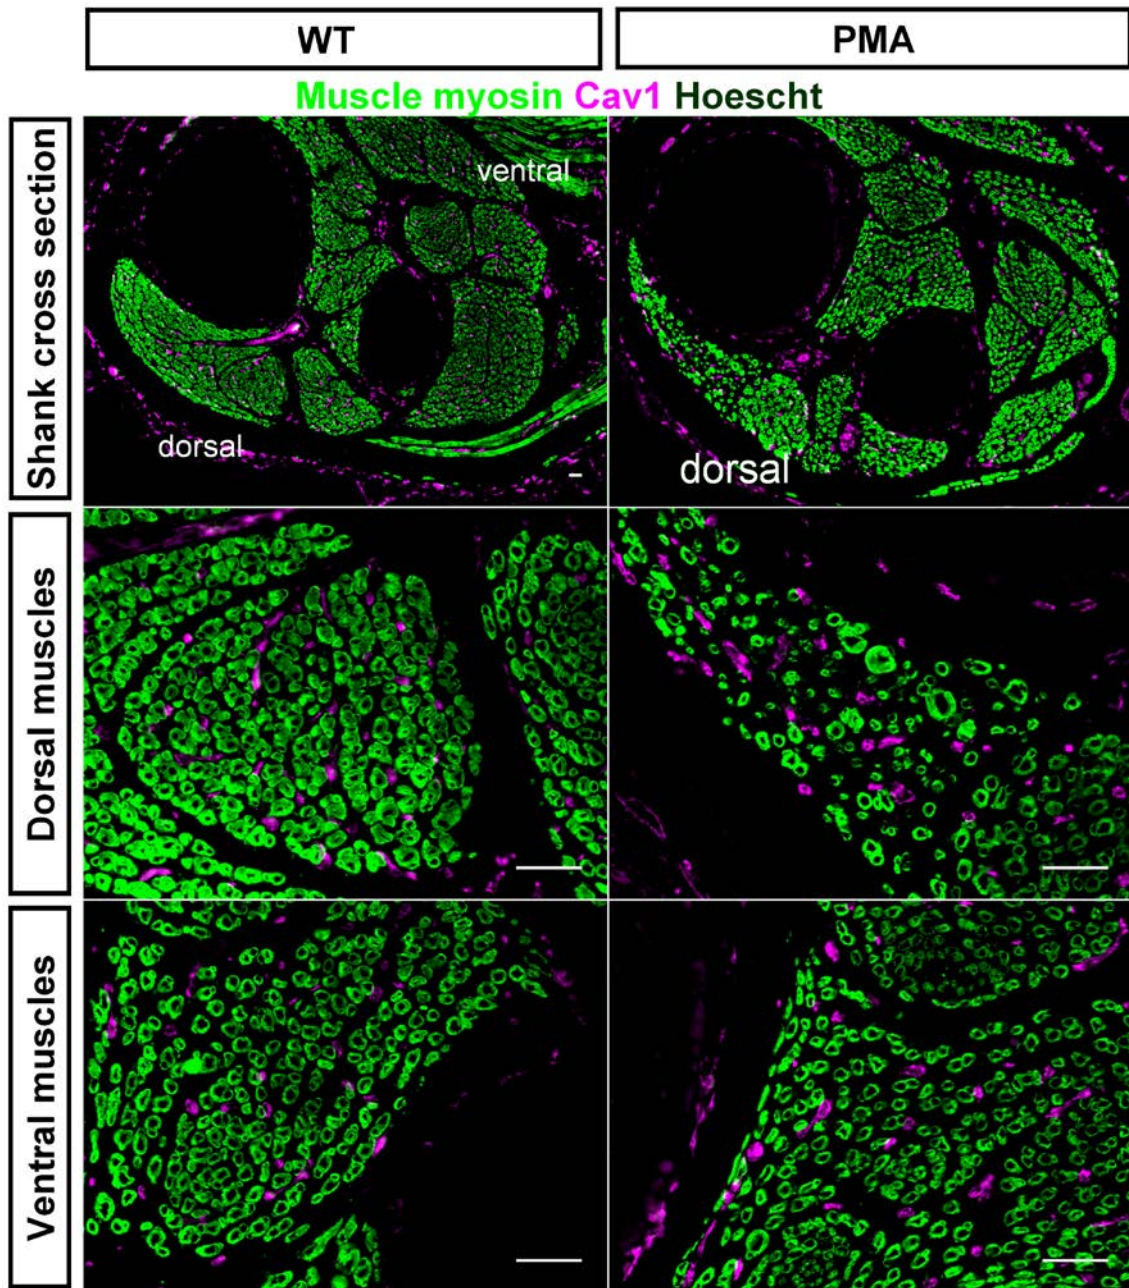 WT
PMA
Muscle myosin Cav1 Hoescht
Shank cross section
ventral
dorsal
dorsal
Dorsal muscles
Ventral muscles